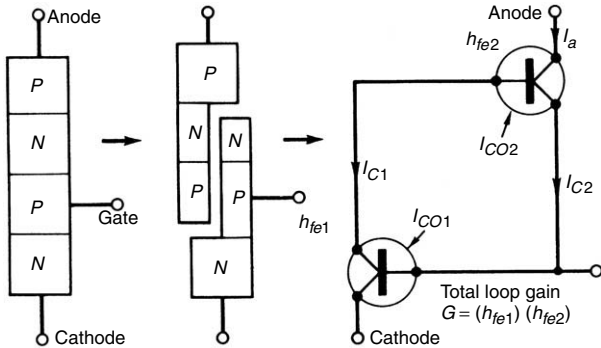 Anode
P
N
P
N
Gate
Cathode
P
N
P
N
P
N
h_fe1
Anode
I_a
h_fe2
I_CO2
I_C1
I_C2
I_CO1
Total loop gain
G = (h_fe1) (h_fe2)
Cathode